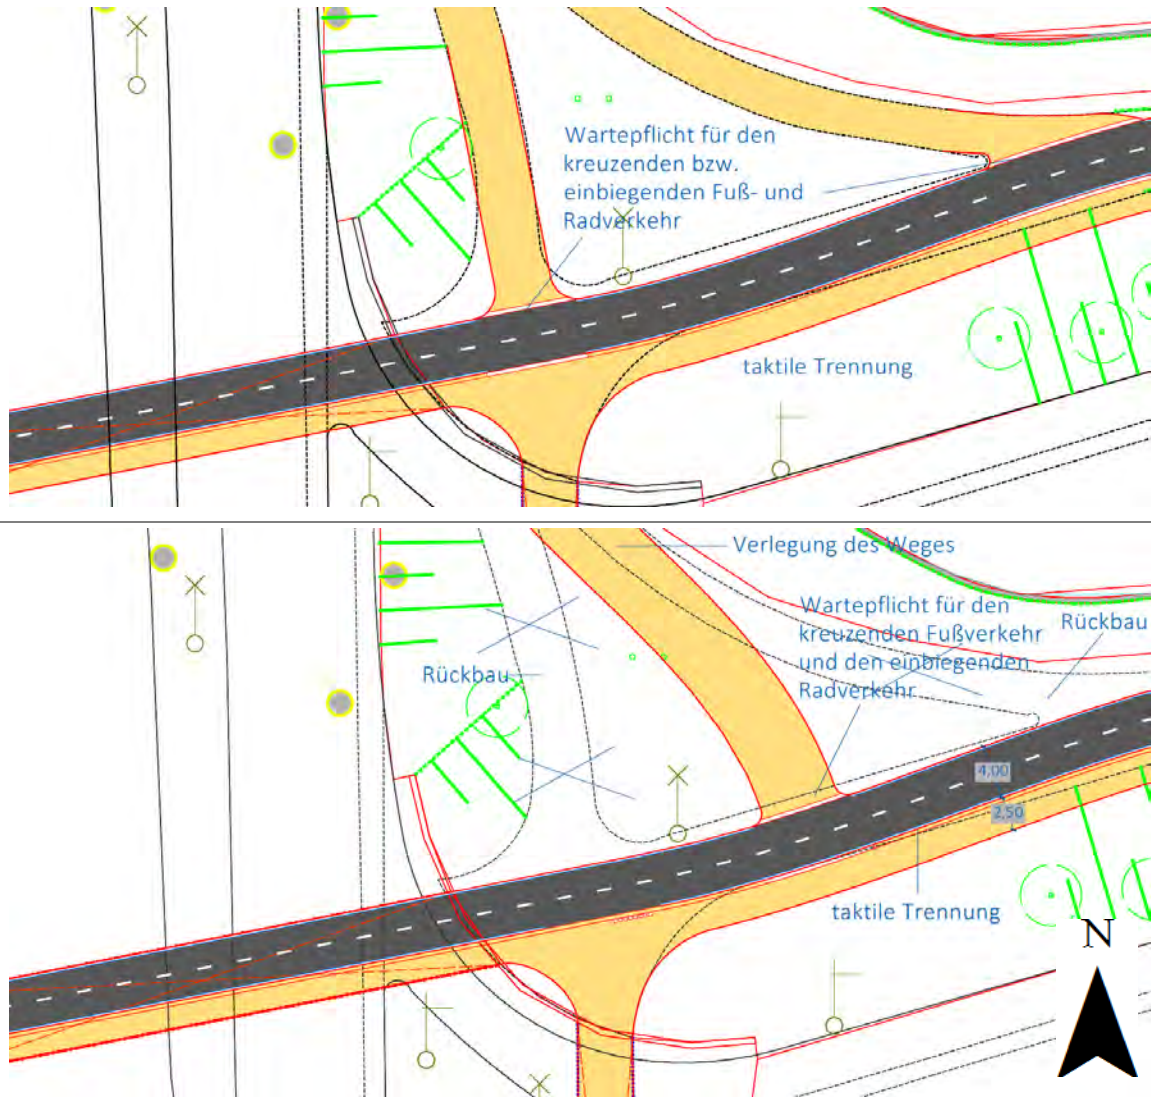 Wartepflicht für den
kreuzenden bzw.
einbiegenden Fuß- und
Radverkehr
taktile Trennung
Verlegung des Weges
Wartepflicht für den
kreuzenden Fußverkehr
und den einbiegenden
Radverkehr
Rückbau
Rückbau
4,00
2,50
taktile Trennung
N